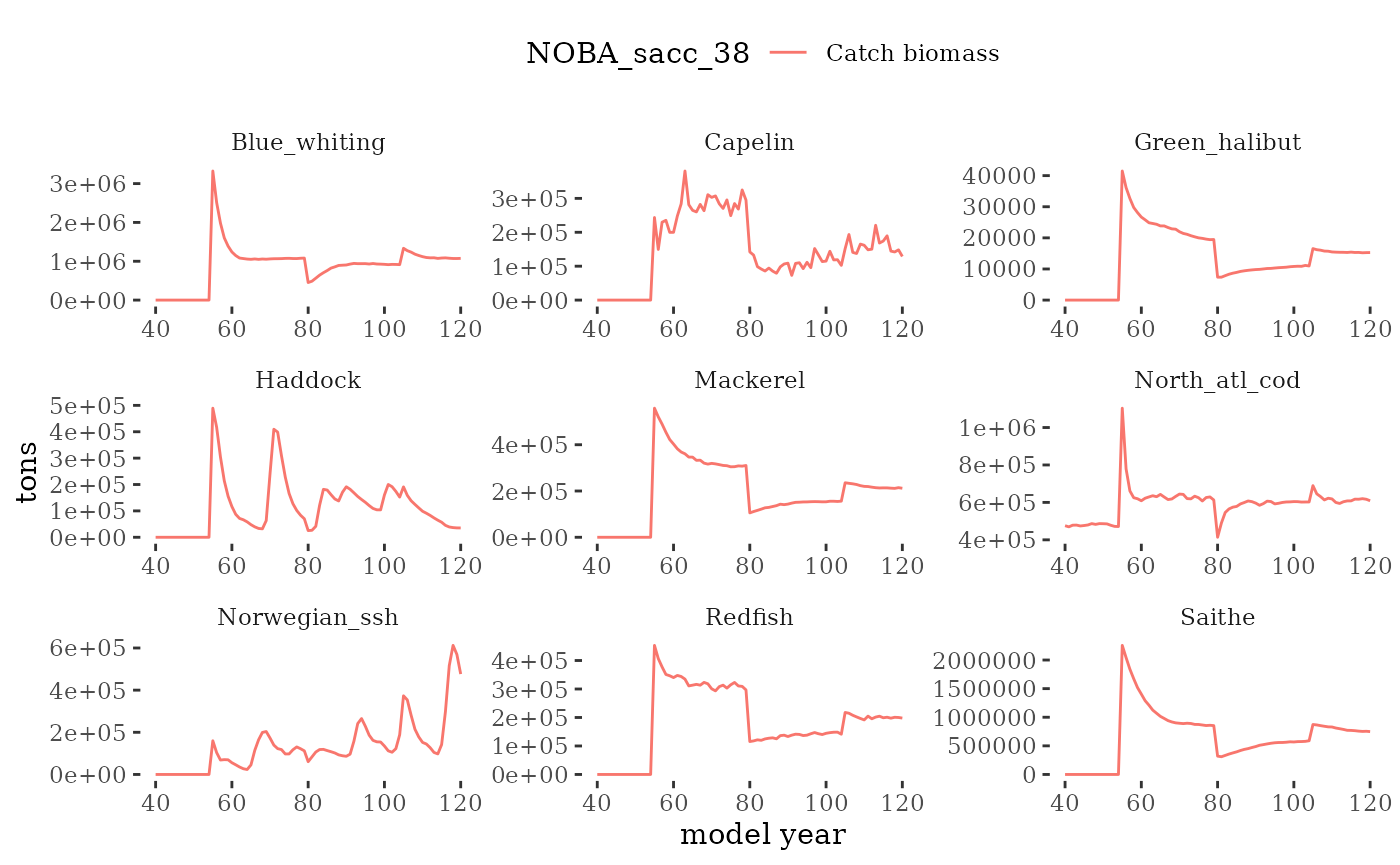 NOBA_sacc_38 Catch biomass
Blue_whiting Capelin Green_halibut
3e+06
2e+06
1e+06
0e+00
3e+05
2e+05
1e+05
0e+00
40000
30000
20000
10000
0
40 60 80 100 120 40 60 80 100 120 40 60 80 100 120
Haddock Mackerel North_atl_cod
5e+05
4e+05
3e+05
2e+05
1e+05
0e+00
4e+05
2e+05
0e+00
1e+06
8e+05
6e+05
4e+05
40 60 80 100 120 40 60 80 100 120 40 60 80 100 120
tons
Norwegian_ssh Redfish Saithe
6e+05
4e+05
2e+05
0e+00
4e+05
3e+05
2e+05
1e+05
0e+00
2000000
1500000
1000000
500000
0
40 60 80 100 120 40 60 80 100 120 40 60 80 100 120
model year